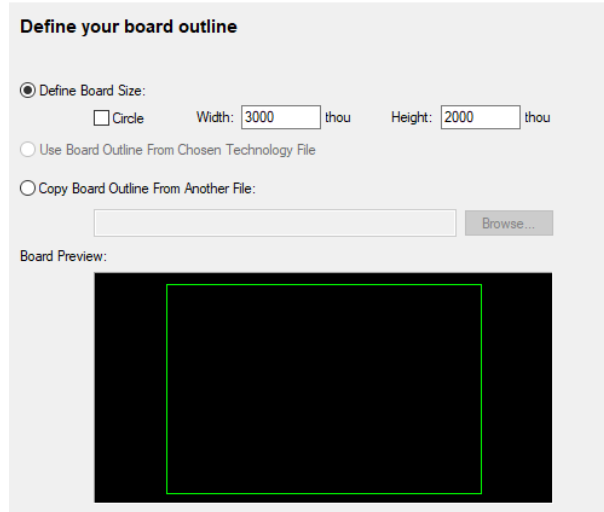 Define your board outline
Define Board Size:
Circle Width: 3000 thou Height: 2000 thou
Use Board Outline From Chosen Technology File
Copy Board Outline From Another File:
Browse...
Board Preview: